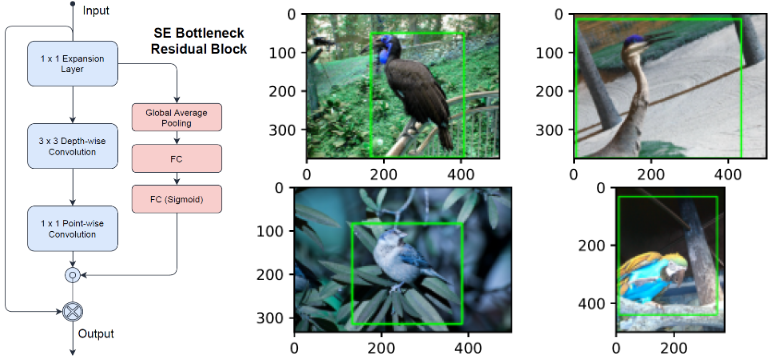 Input
SE Bottleneck
Residual Block
1 x 1 Expansion
Layer
Global Average
Pooling
3 x 3 Depth-wise
Convolution
FC
FC (Sigmoid)
1 x 1 Point-wise
Convolution
Output
0
100
200
300
0
200
400
0
100
200
300
0
200
400
0
100
200
300
0
200
400
0
200
400
0
200